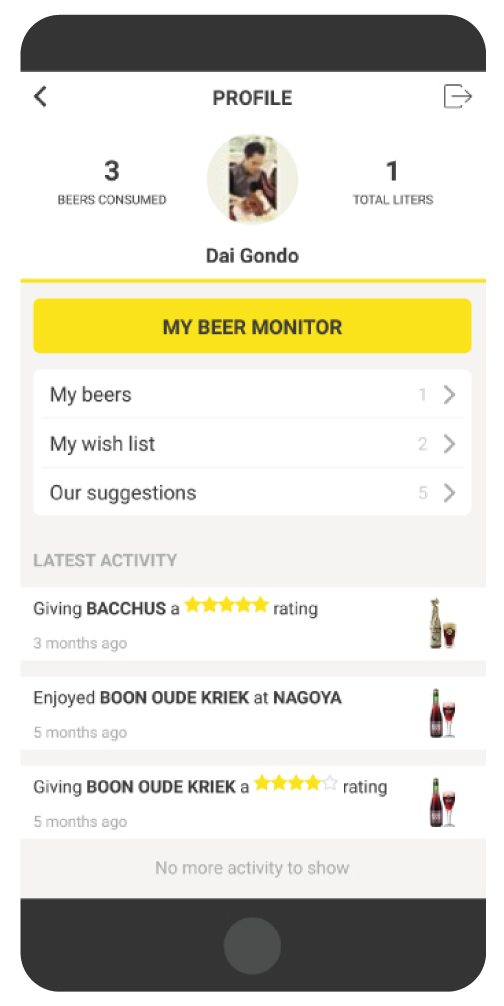 PROFILE
3
BEERS CONSUMED
1
TOTAL LITERS
Dai Gondo
MY BEER MONITOR
My beers 1
My wish list 2
Our suggestions 5
LATEST ACTIVITY
Giving BACCHUS a rating
3 months ago
Enjoyed BOON OUDE KRIEK at NAGOYA
5 months ago
Giving BOON OUDE KRIEK a rating
5 months ago
No more activity to show